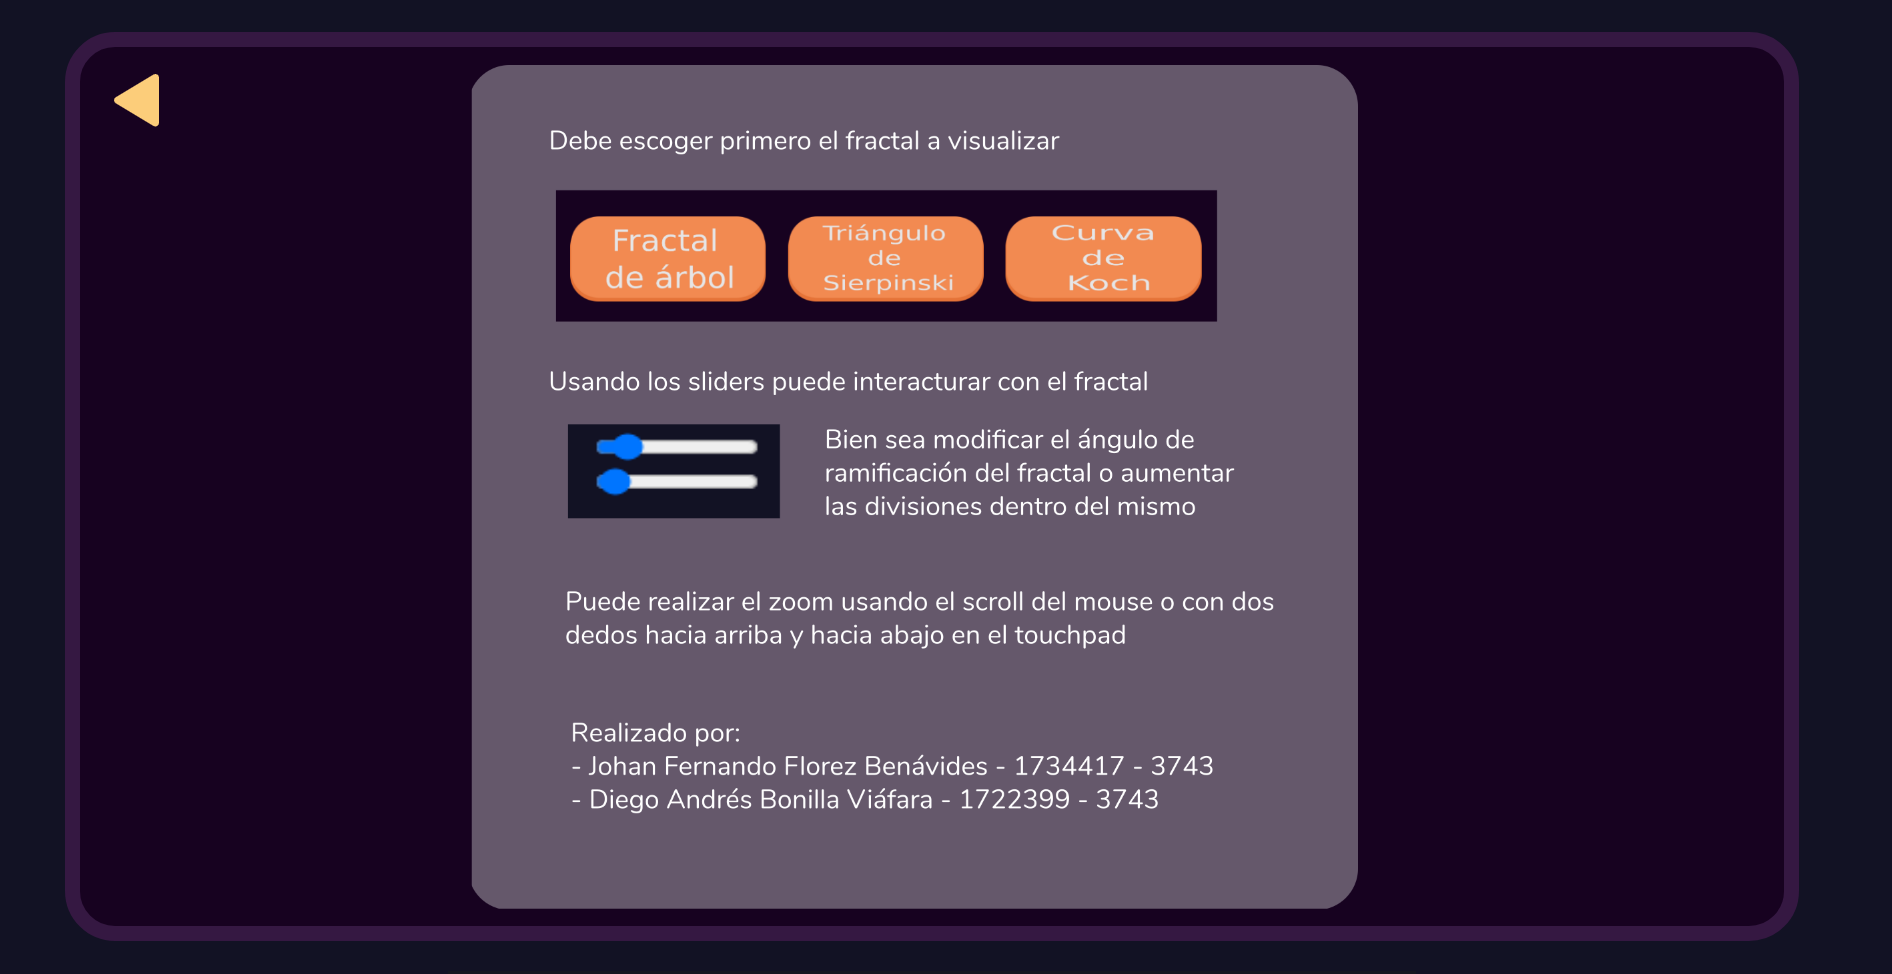 Debe escoger primero el fractal a visualizar
Fractal
de árbol
Triángulo
de
Sierpinski
Curva
de
Koch
Usando los sliders puede interacturar con el fractal
Bien sea modificar el ángulo de
ramificación del fractal o aumentar
las divisiones dentro del mismo
Puede realizar el zoom usando el scroll del mouse o con dos
dedos hacia arriba y hacia abajo en el touchpad
Realizado por:
- Johan Fernando Florez Benávides - 1734417 - 3743
- Diego Andrés Bonilla Viáfara - 1722399 - 3743